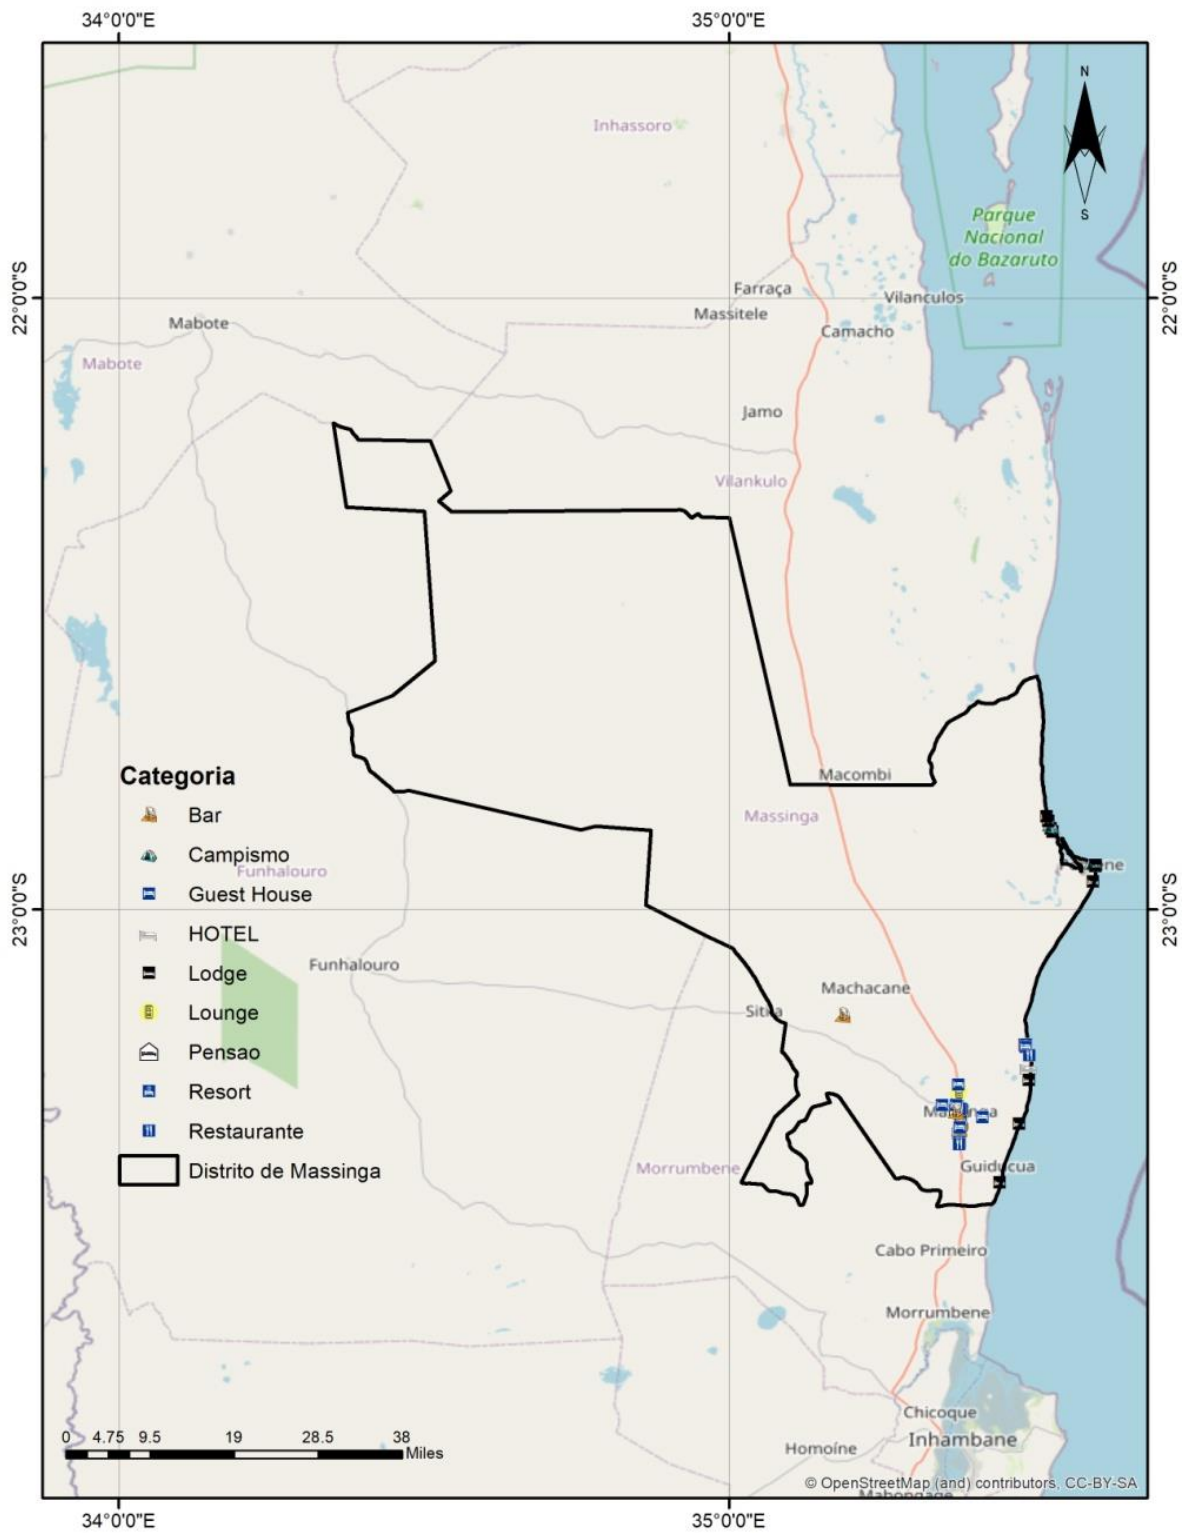 34°0'0"E
35°0'0"E
N
S
Inhassoro
Parque
Nacional
do Bazaruto
22°0'0"S
22°0'0"S
Farraça
Vilanculos
Massitele
Mabote
Camacho
Mabote
Jamo
Vilankulo
Categoria
Macombi
Massinga
Bar
Campismo
Funhalouro
Guest House
23°0'0"S
23°0'0"S
HOTEL
Funhalouro
Lodge
Machacane
Lounge
Pensao
Resort
Restaurante
Distrito de Massinga
Morrumbene
Guiducua
Cabo Primeiro
Morrumbene
Chicoque
Inhambane
Homoíne
0 4.75 9.5 19 28.5 38
Miles
© OpenStreetMap (and) contributors, CC-BY-SA
34°0'0"E
35°0'0"E